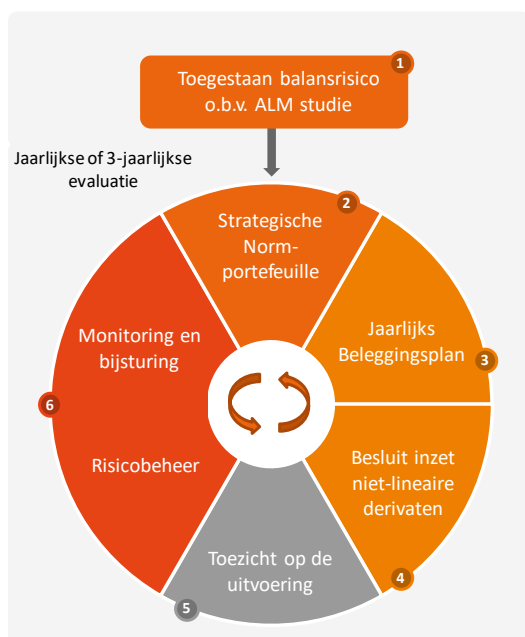 1
Toegestaan balansrisico
o.b.v. ALM studie
Jaarlijkse of 3-jaarlijkse
evaluatie
2
Strategische
Norm-
portefeuille
Jaarlijks
Beleggingsplan
3
Besluit inzet
niet-lineaire
derivaten
4
Toezicht op de
uitvoering
5
Monitoring en
bijsturing
6
Risicobeheer